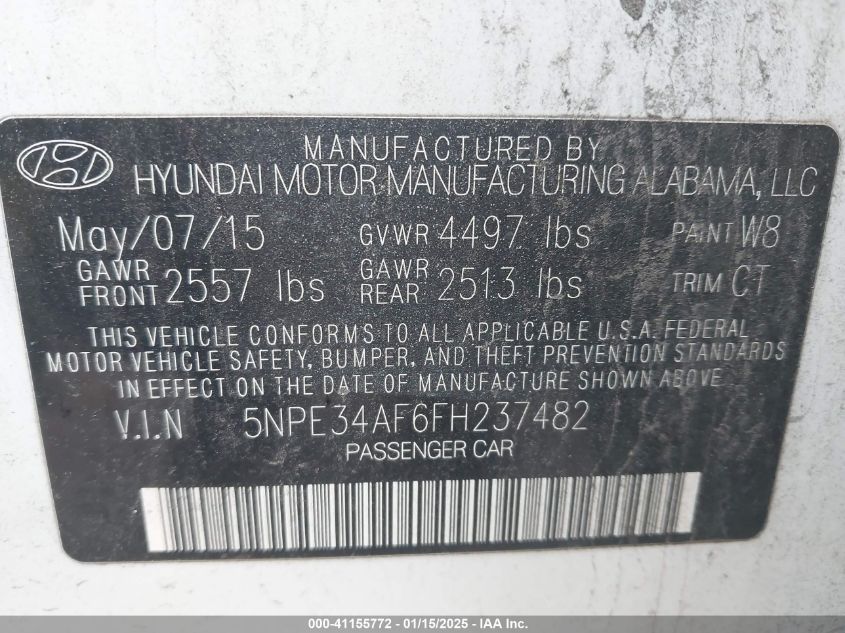 MANUFACTURED BY
HYUNDAI MOTOR MANUFACTURING ALABAMA, LLC
May/07/15 GVWR 4497 lbs PAINT W8
GAWR FRONT 2557 lbs GAWR REAR 2513 lbs TRIM CT
THIS VEHICLE CONFORMS TO ALL APPLICABLE U.S.A. FEDERAL
MOTOR VEHICLE SAFETY, BUMPER, AND THEFT PREVENTION STANDARDS
IN EFFECT ON THE DATE OF MANUFACTURE SHOWN ABOVE.
V.I.N 5NPE34AF6FH237482
PASSENGER CAR
000-41155772 - 01/15/2025 - © IAA, Inc.